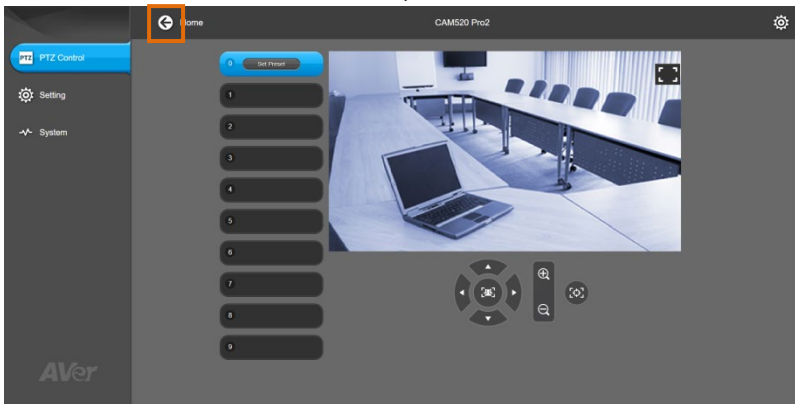 Home
CAM520 Pro2
PTZ PTZ Control
Setting
System
0 Set Preset
1
2
3
4
5
6
7
8
9
AVer